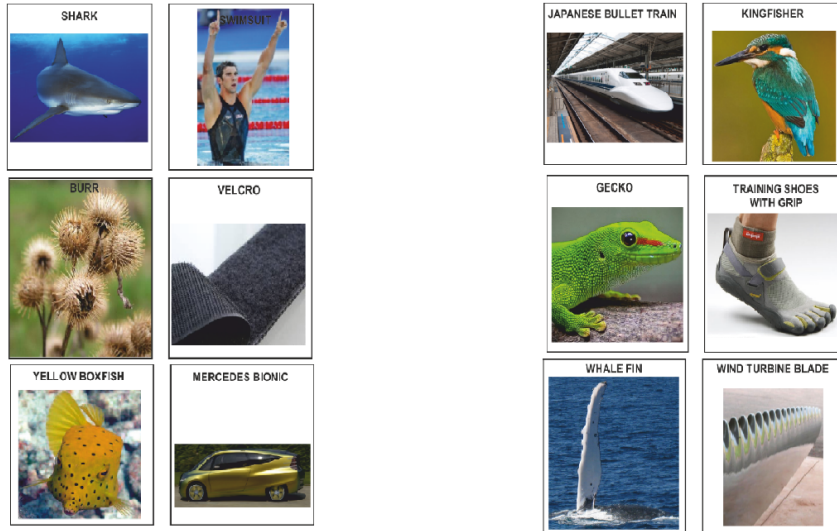 SHARK
SWIMSUIT
JAPANESE BULLET TRAIN
KINGFISHER
BURR
VELCRO
GECKO
TRAINING SHOES
WITH GRIP
YELLOW BOXFISH
MERCEDES BIONIC
WHALE FIN
WIND TURBINE BLADE